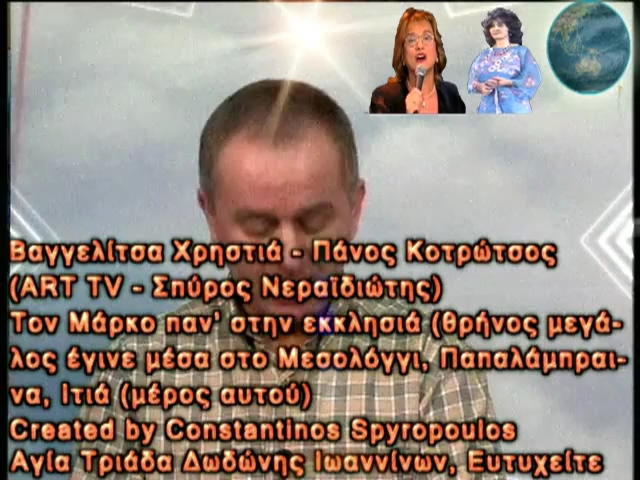 Βαγγελίτσα Χρηστιά - Πάνος Κοτρώτσος
(ART TV - Σπύρος Νεραϊδιώτης)
Τον Μάρκο παν' στην εκκλησιά (θρήνος μεγά-
λος έγινε μέσα στο Μεσολόγγι, Παπαλάμπραι-
να, Ιτιά (μέρος αυτού)
Created by Constantinos Spyropoulos
Αγία Τριάδα Δωδώνης Ιωαννίνων, Ευτυχείτε